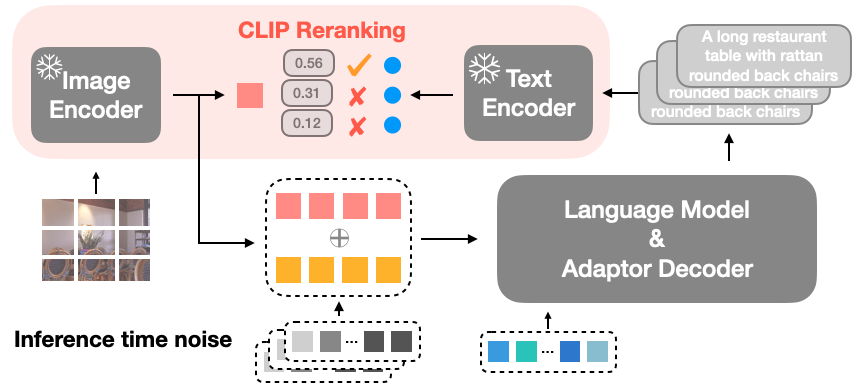 CLIP Reranking
Image
Encoder
0.56
0.31
0.12
Text
Encoder
A long restaurant
table with rattan
rounded back chairs
rounded back chairs
rounded back chairs
Language Model
&
Adaptor Decoder
Inference time noise
...
...